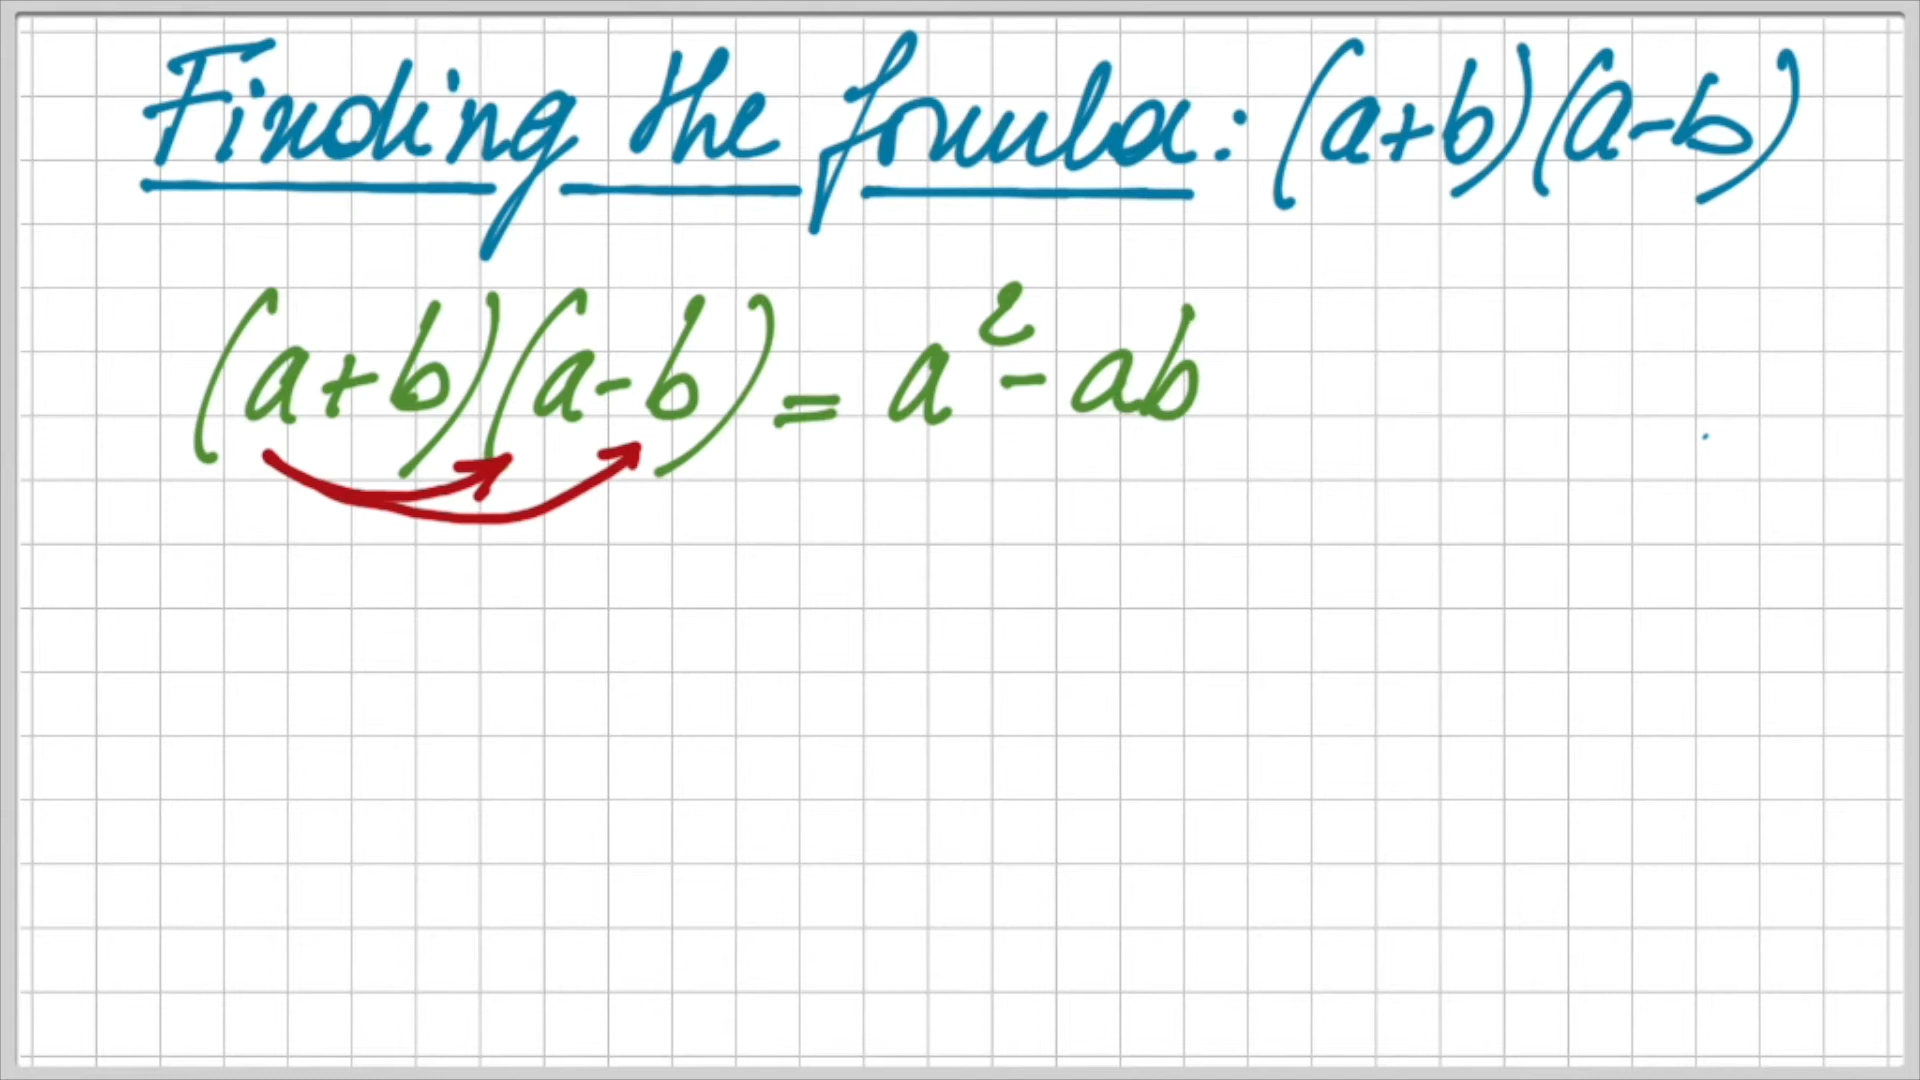 Finding the formula: (a+b)(a-b)
(a+b)(a-b) = a² - ab